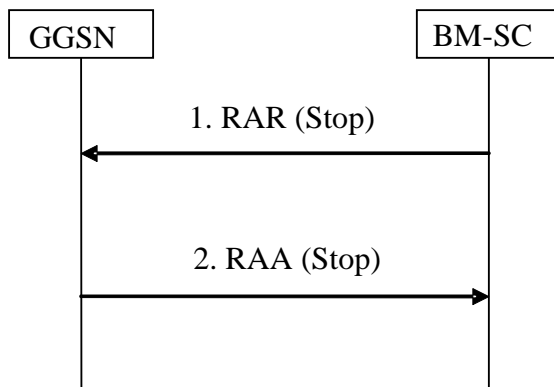 GGSN
BM-SC
1. RAR (Stop)
2. RAA (Stop)